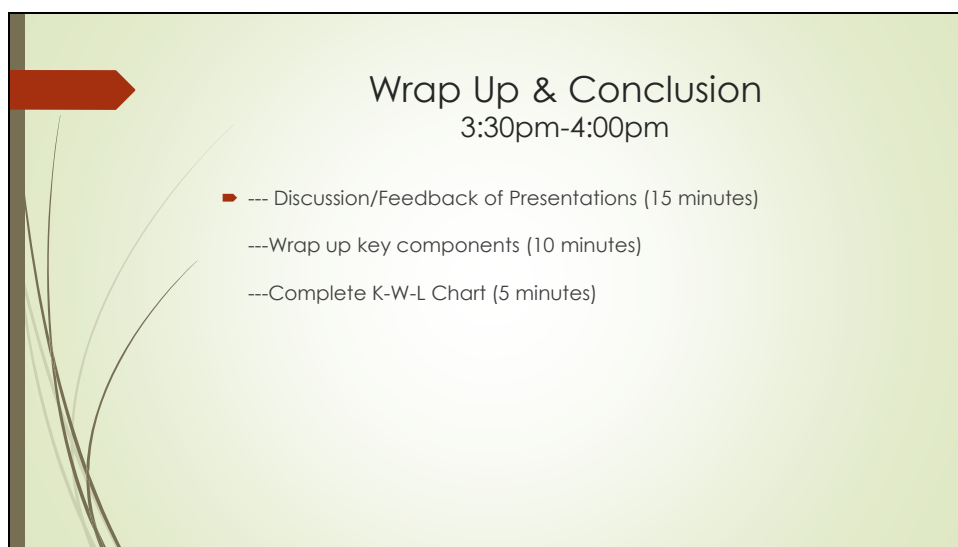 Wrap Up & Conclusion
3:30pm-4:00pm
--- Discussion/Feedback of Presentations (15 minutes)
---Wrap up key components (10 minutes)
---Complete K-W-L Chart (5 minutes)